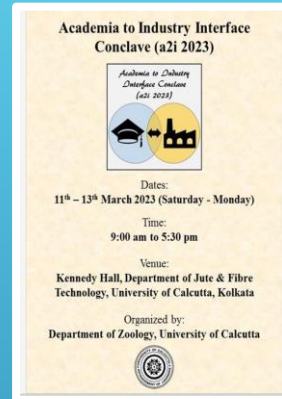 Academia to Industry Interface
Conclave (a2i 2023)
Academia to Industry
Interface Conclave
(a2i 2023)
Dates:
11th – 13th March 2023 (Saturday - Monday)
Time:
9:00 am to 5:30 pm
Venue:
Kennedy Hall, Department of Jute & Fibre
Technology, University of Calcutta, Kolkata
Organized by:
Department of Zoology, University of Calcutta